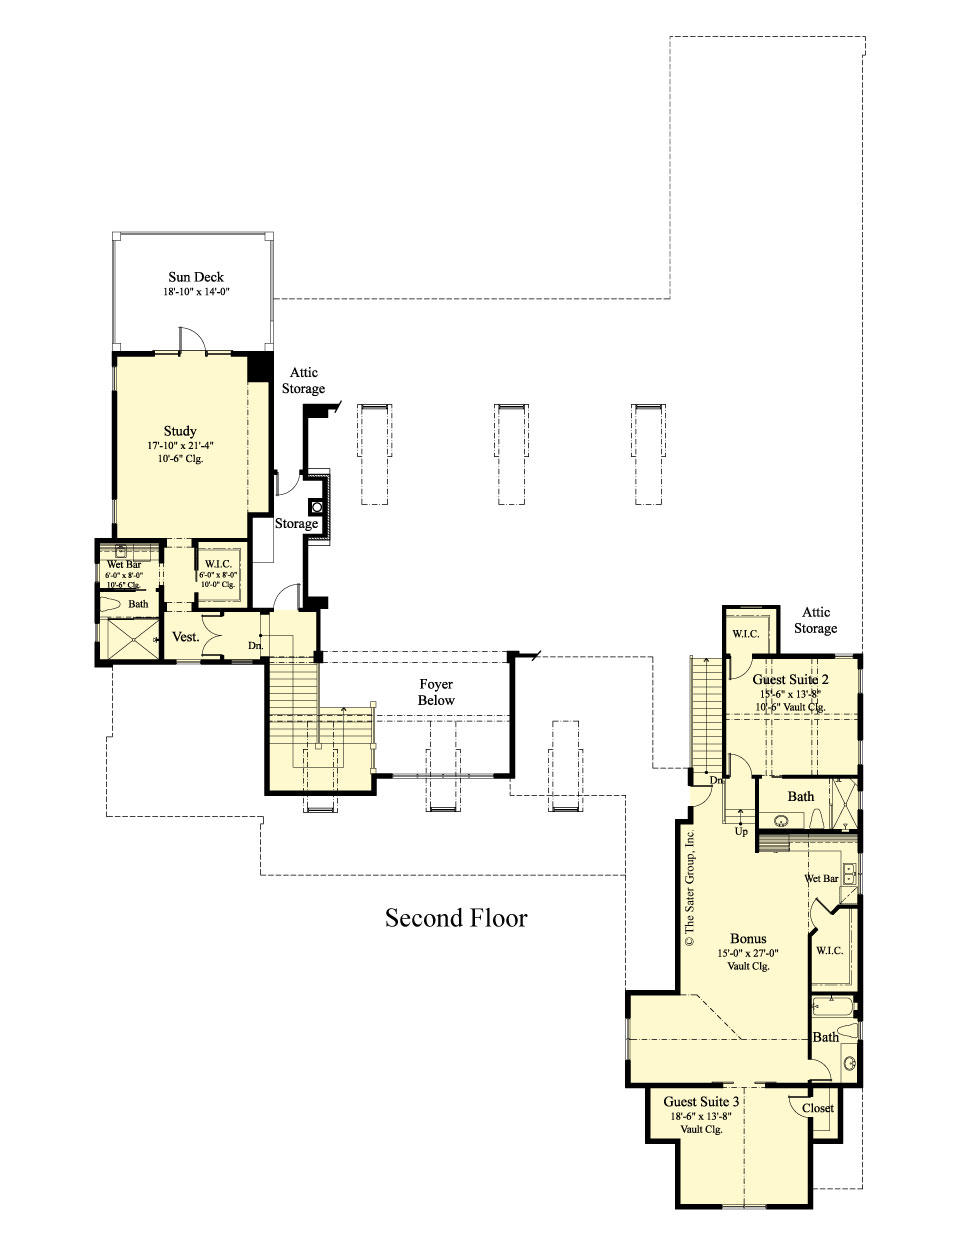 Sun Deck
18'-10" x 14'-0"
Attic
Storage
Study
17'-10" x 21'-4"
10'-6" Clg.
Storage
Wet Bar
6'-0" x 8'-0"
10'-6" Clg.
W.I.C.
6'-0" x 8'-0"
10'-0" Clg.
Bath
Vest.
Dn.
Foyer
Below
W.I.C.
Attic
Storage
Guest Suite 2
15'-6" x 13'-8"
10'-6" Vault Clg.
Dn.
Bath
Up
© The Sater Group, Inc.
Wet Bar
Second Floor
Bonus
15'-0" x 27'-0"
Vault Clg.
W.I.C.
Bath
Guest Suite 3
18'-6" x 13'-8"
Vault Clg.
Closet